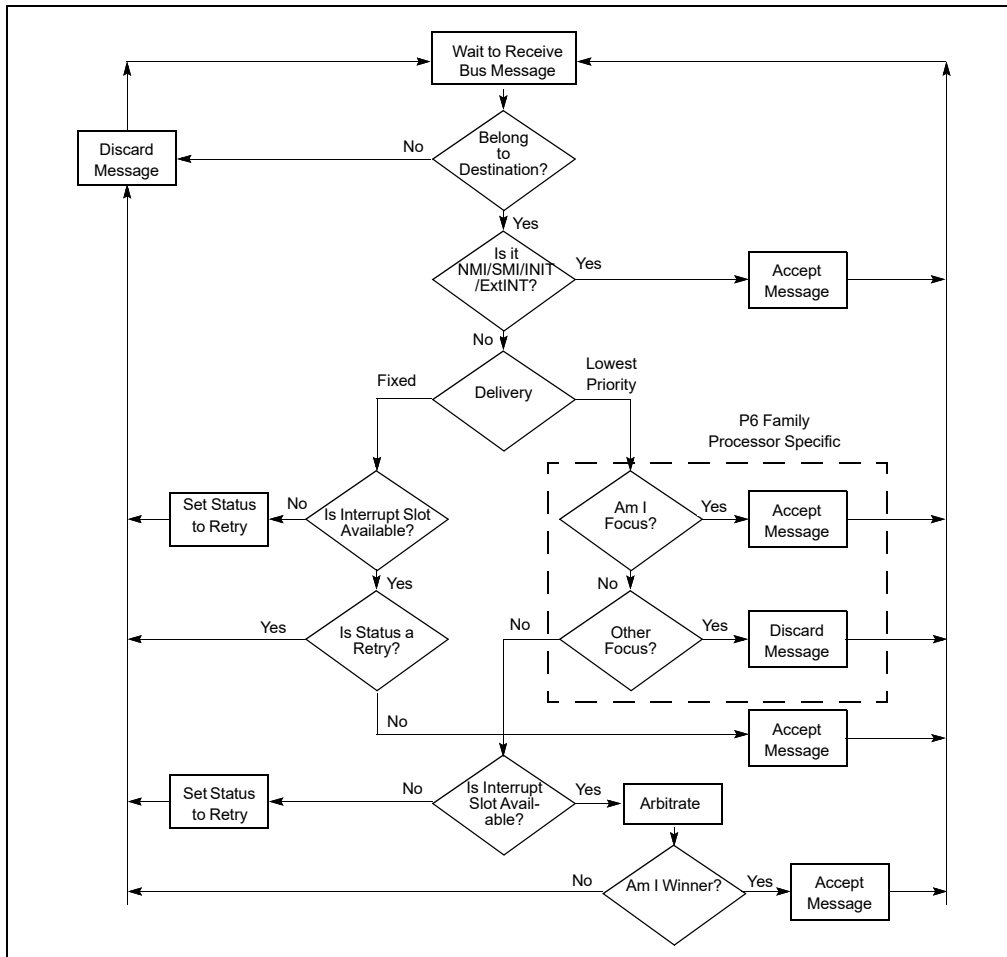 Wait to Receive
Bus Message
Belong
to
Destination?
No
Discard
Message
Yes
Is it
NMI/SMI/INIT
/ExtINT?
Yes
Accept
Message
No
Delivery
Fixed
Lowest
Priority
P6 Family
Processor Specific
Set Status
to Retry
No
Is Interrupt Slot
Available?
Am I
Focus?
Yes
Accept
Message
Yes
No
Yes
Is Status a
Retry?
No
Other
Focus?
Yes
Discard
Message
No
Accept
Message
Set Status
to Retry
No
Is Interrupt
Slot Avail-
able?
Yes
Arbitrate
No
Am I Winner?
Yes
Accept
Message